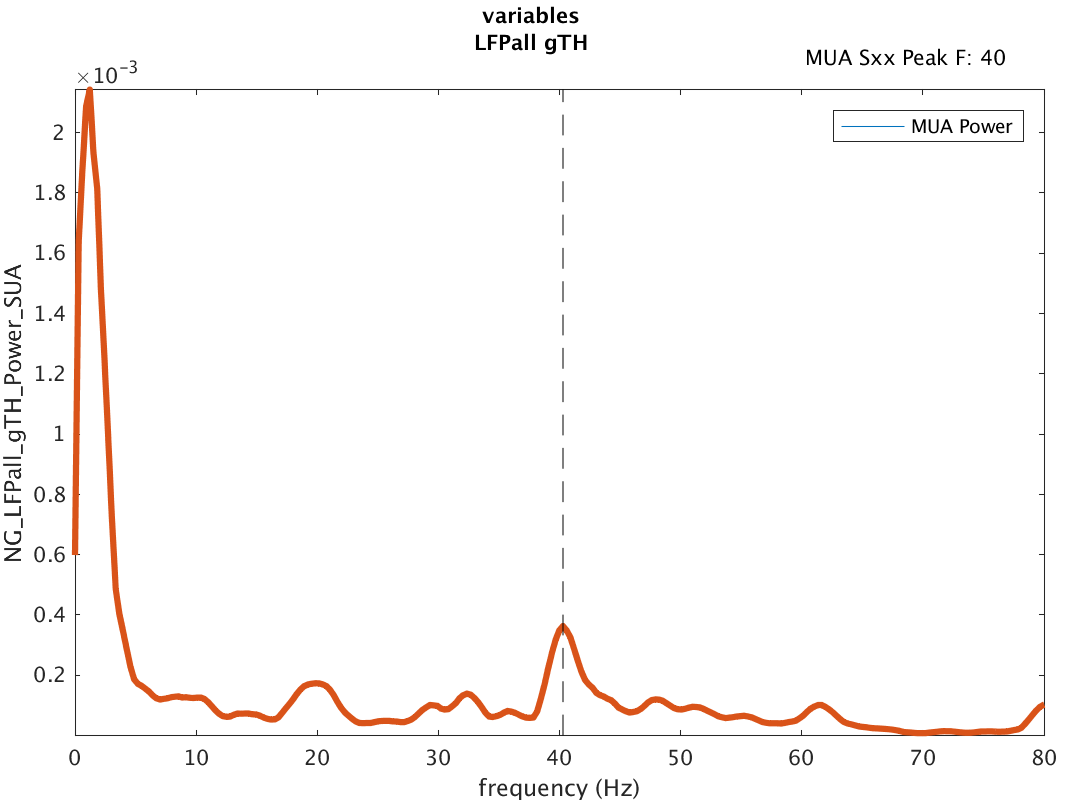 variables
LFPall gTH
MUA Sxx Peak F: 40
×10⁻³
MUA Power
2
1.8
1.6
1.4
1.2
1
0.8
0.6
0.4
0.2
NG_LFPall_gTH_Power_SUA
0 10 20 30 40 50 60 70 80
frequency (Hz)